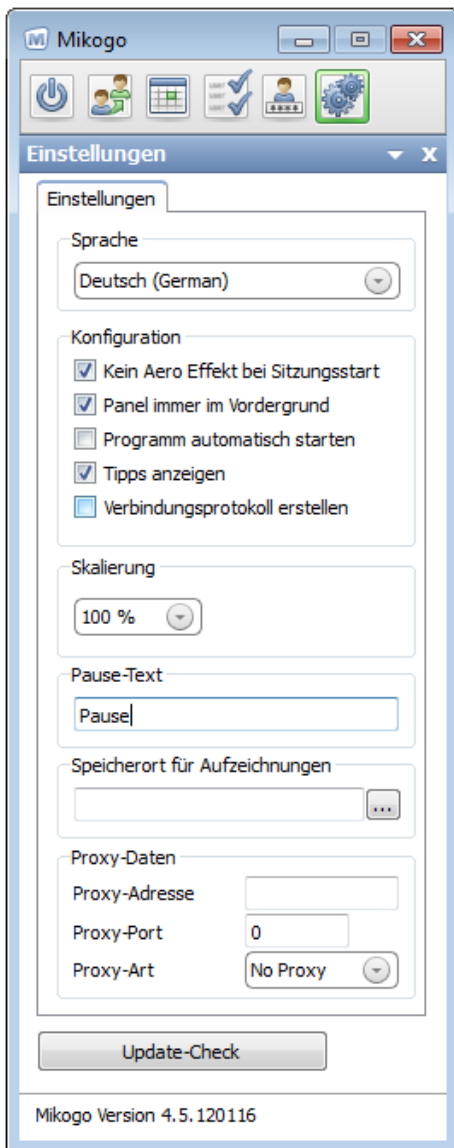 Mikogo
Einstellungen
Einstellungen
Sprache
Deutsch (German)
Konfiguration
Kein Aero Effekt bei Sitzungsstart
Panel immer im Vordergrund
Programm automatisch starten
Tipps anzeigen
Verbindungsprotokoll erstellen
Skalierung
100 %
Pause-Text
Pause
Speicherort für Aufzeichnungen
...
Proxy-Daten
Proxy-Adresse
Proxy-Port 0
Proxy-Art No Proxy
Update-Check
Mikogo Version 4.5.120116